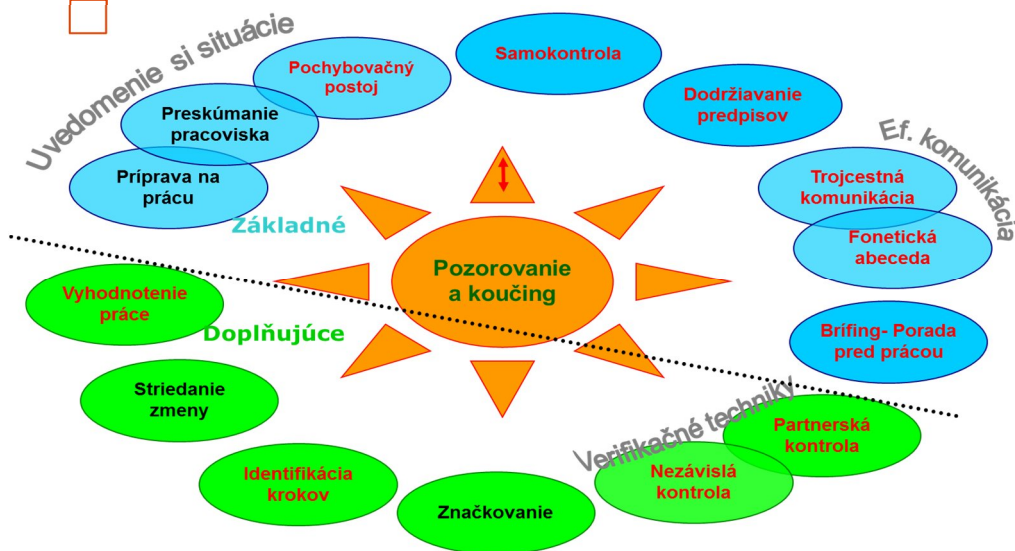 Uvedomenie si situácie
Pochybovačný
postoj
Samokontrola
Dodržiavanie
predpisov
Preskúmanie
pracoviska
Príprava na
prácu
Ef. komunikácia
Trojcestná
komunikácia
Fonetická
abeceda
Základné
Pozorovanie
a koučing
Vyhodnotenie
práce
Doplňujúce
Brífing- Porada
pred prácou
Striedanie
zmeny
Verifikačné techniky
Partnerská
kontrola
Identifikácia
krokov
Značkovanie
Nezávislá
kontrola